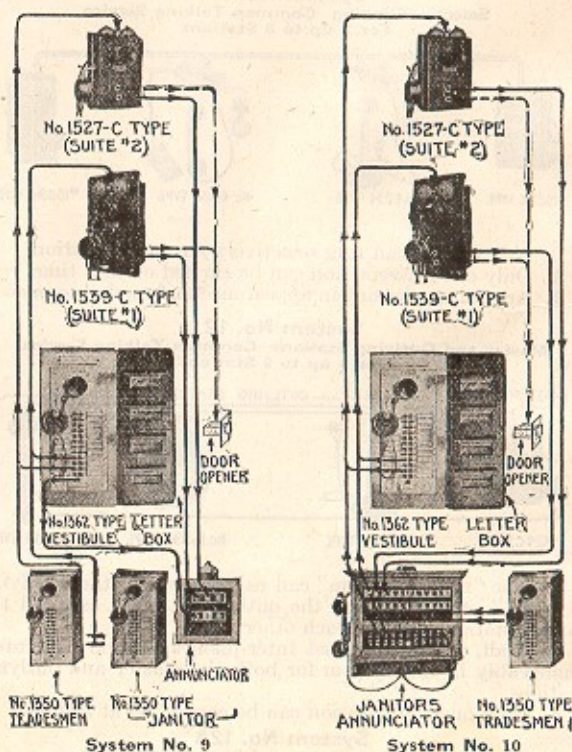 No.1527-C TYPE
(SUITE #2)
No.1539-C TYPE
(SUITE #1)
DOOR
OPENER
No.1362 TYPE
VESTIBULE
LETTER
BOX
ANNUNCIATOR
No.1350 TYPE
TRADESMEN
No.1350 TYPE
JANITOR
System No. 9
No.1527-C TYPE
(SUITE #2)
No.1539-C TYPE
(SUITE #1)
DOOR
OPENER
No.1362 TYPE
VESTIBULE
LETTER
BOX
JANITORS
ANNUNCIATOR
No.1350 TYPE
TRADESMEN
System No. 10